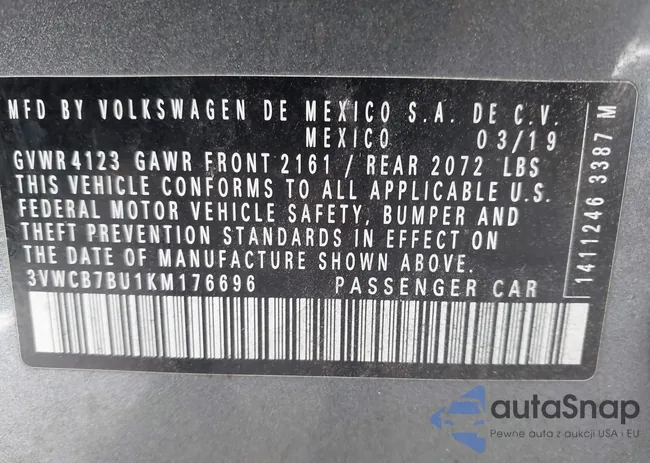 MFD BY VOLKSWAGEN DE MEXICO S.A. DE C.V.
MEXICO 03/19
GVWR 4123 GAWR FRONT 2161 / REAR 2072 LBS
THIS VEHICLE CONFORMS TO ALL APPLICABLE U.S.
FEDERAL MOTOR VEHICLE SAFETY, BUMPER AND
THEFT PREVENTION STANDARDS IN EFFECT ON
THE DATE OF MANUFACTURE SHOWN ABOVE.
3VWCB7BU1KM176696 PASSENGER CAR
1411246 3387 M
autaSnap
Pewne auta z aukcji USA i EU